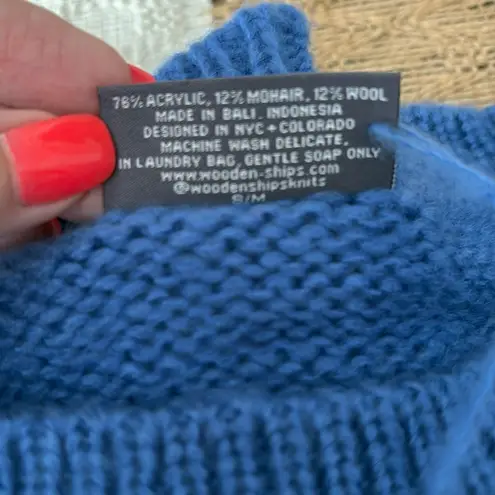 76% ACRYLIC, 12% MOHAIR, 12% WOOL
MADE IN BALI, INDONESIA
DESIGNED IN NYC + COLORADO
MACHINE WASH DELICATE,
IN LAUNDRY BAG, GENTLE SOAP ONLY
www.wooden-ships.com
@woodenshipsknits
S/M